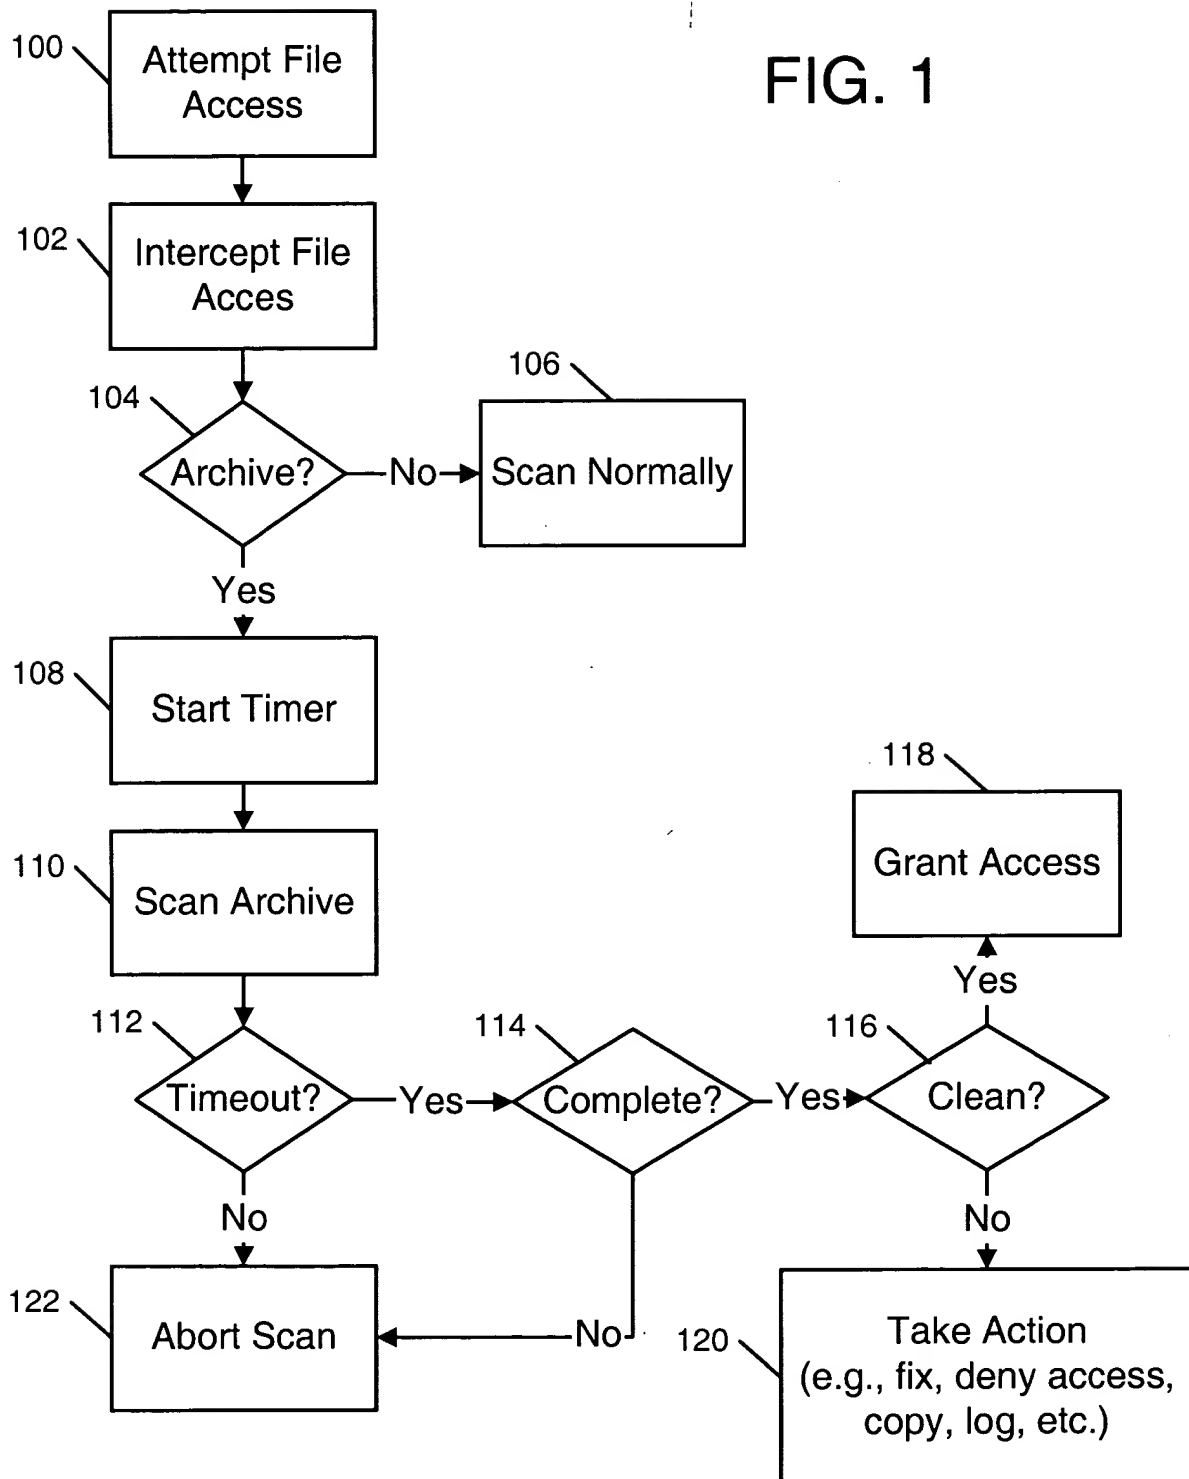 FIG. 1
100
Attempt File
Access
102
Intercept File
Acces
104
Archive?
No
106
Scan Normally
Yes
108
Start Timer
110
Scan Archive
112
Timeout?
Yes
114
Complete?
Yes
116
Clean?
Yes
118
Grant Access
No
No
No
122
Abort Scan
120
Take Action
(e.g., fix, deny access,
copy, log, etc.)